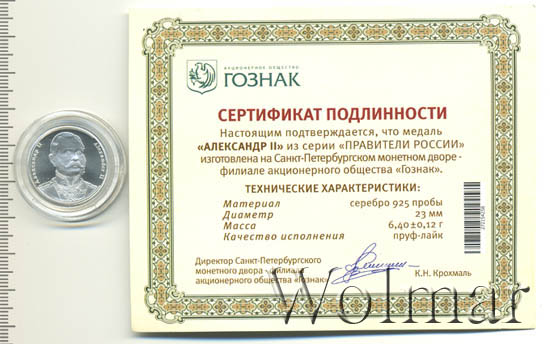 АКЦИОНЕРНОЕ ОБЩЕСТВО
ГОЗНАК
СЕРТИФИКАТ ПОДЛИННОСТИ
Настоящим подтверждается, что медаль
«АЛЕКСАНДР II» из серии «ПРАВИТЕЛИ РОССИИ»
изготовлена на Санкт-Петербургском монетном дворе -
филиале акционерного общества «Гознак».
ТЕХНИЧЕСКИЕ ХАРАКТЕРИСТИКИ:
Материал серебро 925 пробы
Диаметр 23 мм
Масса 6,40±0,12 г
Качество исполнения пруф-лайк
Директор Санкт-Петербургского
монетного двора - филиала
акционерного общества «Гознак»
К.Н. Крохмаль
Wolmar